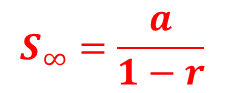 S∞ = a / (1 − r)